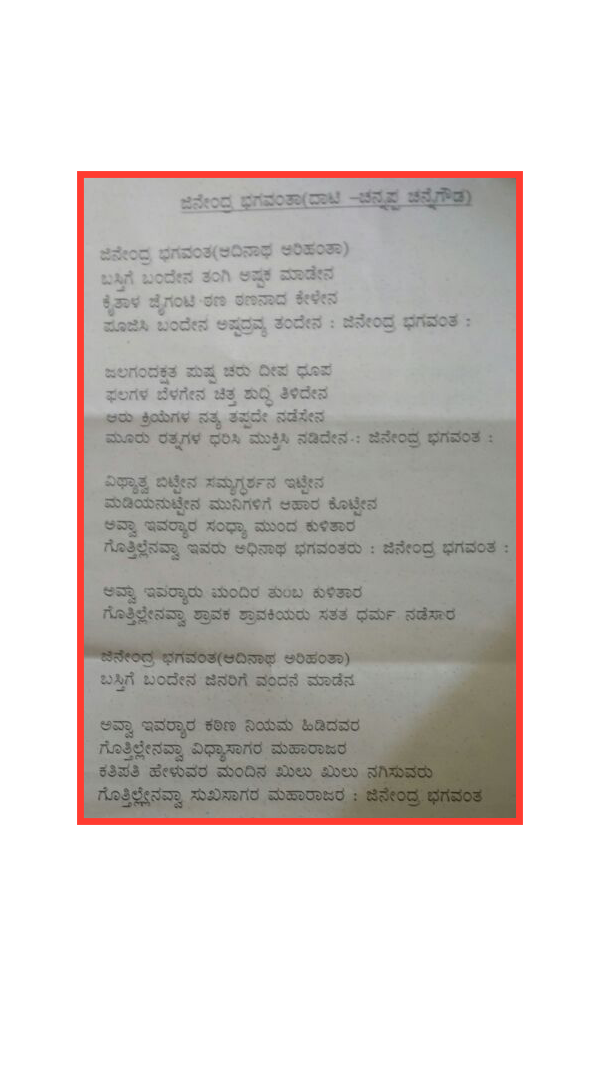 ಜಿನೇಂದ್ರ ಭಗವಂತಾ(ದಾಟಿ –ಚನ್ನಪ್ಪ ಚನ್ನೆಗೌಡ)
ಜಿನೇಂದ್ರ ಭಗವಂತ(ಆದಿನಾಥ ಅರಿಹಂತಾ)
ಬಸ್ತಿಗೆ ಬಂದೇನ ತಂಗಿ ಅಷ್ಟಕ ಮಾಡೇನ
ಕೈತಾಳ ಜೈಗಂಟಿ ಠಣ ಠಣನಾದ ಕೇಳೇನ
ಪೂಜಿಸಿ ಬಂದೇನ ಅಷ್ಟದ್ರವ್ಯ ತಂದೇನ : ಜಿನೇಂದ್ರ ಭಗವಂತ :
ಜಲಗಂದಕ್ಷತ ಪುಷ್ಪ ಚರು ದೀಪ ಧೂಪ
ಫಲಗಳ ಬೆಳಗೇನ ಚಿತ್ತ ಶುದ್ಧಿ ತಿಳಿದೇನ
ಆರು ಕ್ರಿಯೆಗಳ ನತ್ಯ ತಪ್ಪದೇ ನಡೆಸೇನ
ಮೂರು ರತ್ನಗಳ ಧರಿಸಿ ಮುಕ್ತಿಸಿ ನಡಿದೇನ : ಜಿನೇಂದ್ರ ಭಗವಂತ :
ವಿಥ್ಯಾತ್ವ ಬಿಟ್ಟೇನ ಸಮ್ಯಗ್ಧರ್ಶನ ಇಟ್ಟೇನ
ಮಡಿಯನುಟ್ಟೇನ ಮುನಿಗಳಿಗೆ ಆಹಾರ ಕೊಟ್ಟೇನ
ಅವ್ವಾ ಇವರ‍್ಯಾರ ಸಂಧ್ಯಾ ಮುಂದ ಕುಳಿತಾರ
ಗೊತ್ತಿಲ್ಲೆನವ್ವಾ ಇವರು ಅಧಿನಾಥ ಭಗವಂತರು : ಜಿನೇಂದ್ರ ಭಗವಂತ :
ಅವ್ವಾ ಇವರ‍್ಯಾರು ಮಂದಿರ ತುಂಬ ಕುಳಿತಾರ
ಗೊತ್ತಿಲ್ಲೇನವ್ವಾ ಶ್ರಾವಕ ಶ್ರಾವಕಿಯರು ಸತತ ಧರ್ಮ ನಡೆಸಾರ
ಜಿನೇಂದ್ರ ಭಗವಂತ(ಆದಿನಾಥ ಅರಿಹಂತಾ)
ಬಸ್ತಿಗೆ ಬಂದೇನ ಜಿನರಿಗೆ ವಂದನೆ ಮಾಡೆನ
ಅವ್ವಾ ಇವರ‍್ಯಾರ ಕಠಿಣ ನಿಯಮ ಹಿಡಿದವರ
ಗೊತ್ತಿಲ್ಲೇನವ್ವಾ ವಿಧ್ಯಾಸಾಗರ ಮಹಾರಾಜರ
ಕತಿಪತಿ ಹೇಳುವರ ಮಂದಿನ ಖುಲು ಖುಲು ನಗಿಸುವರು
ಗೊತ್ತಿಲ್ಲೇನವ್ವಾ ಸುಖಸಾಗರ ಮಹಾರಾಜರ : ಜಿನೇಂದ್ರ ಭಗವಂತ